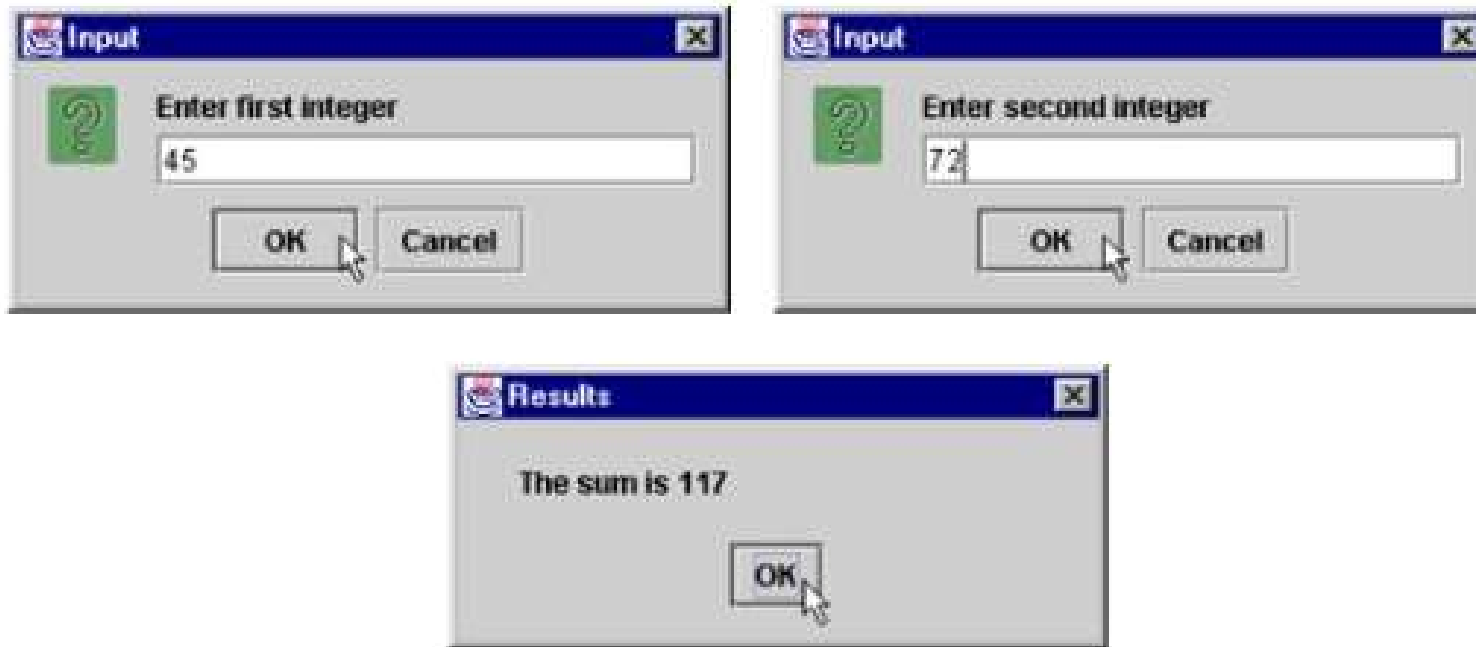 Input
Enter first integer
45
OK
Cancel
Input
Enter second integer
72
OK
Cancel
Results
The sum is 117
OK